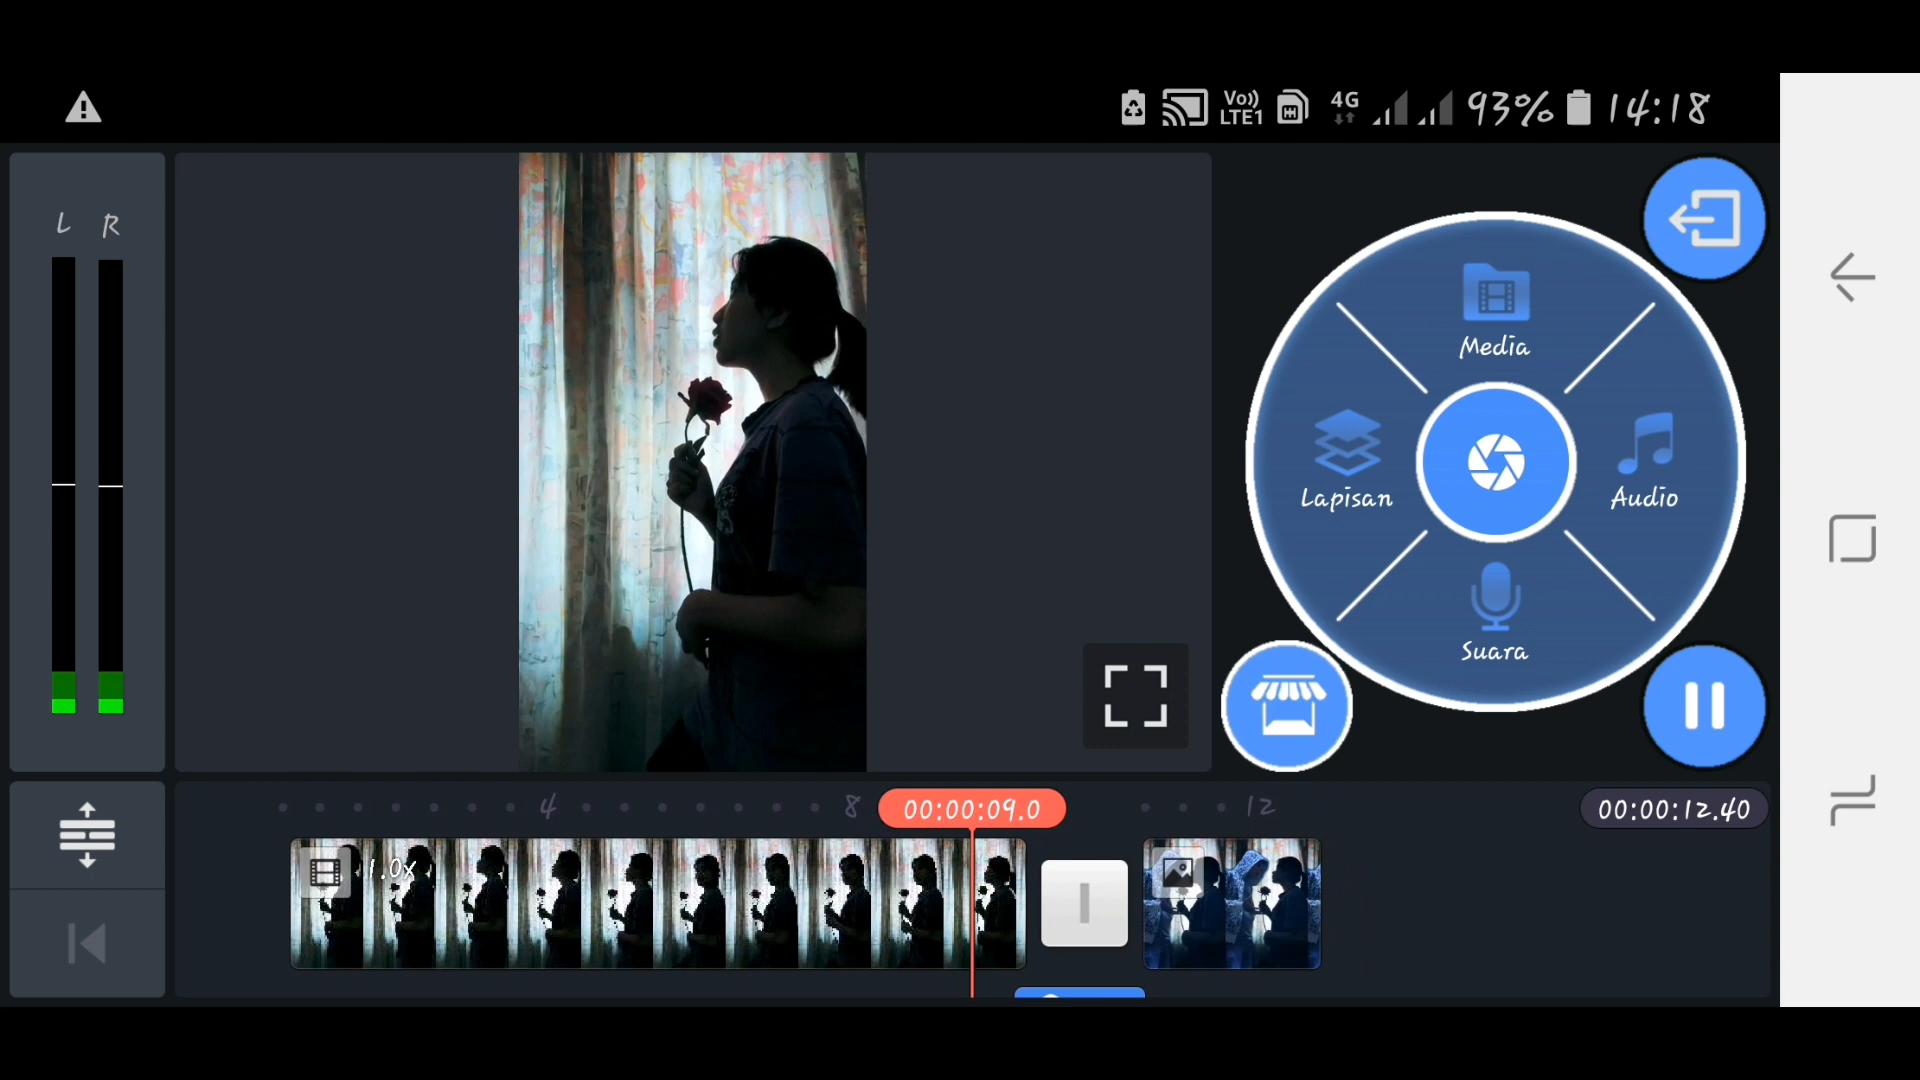 Vo)) LTE1 4G 93% 14:18
L R
Media
Lapisan
Audio
Suara
4 8 00:00:09.0 12 00:00:12.40
1.0x